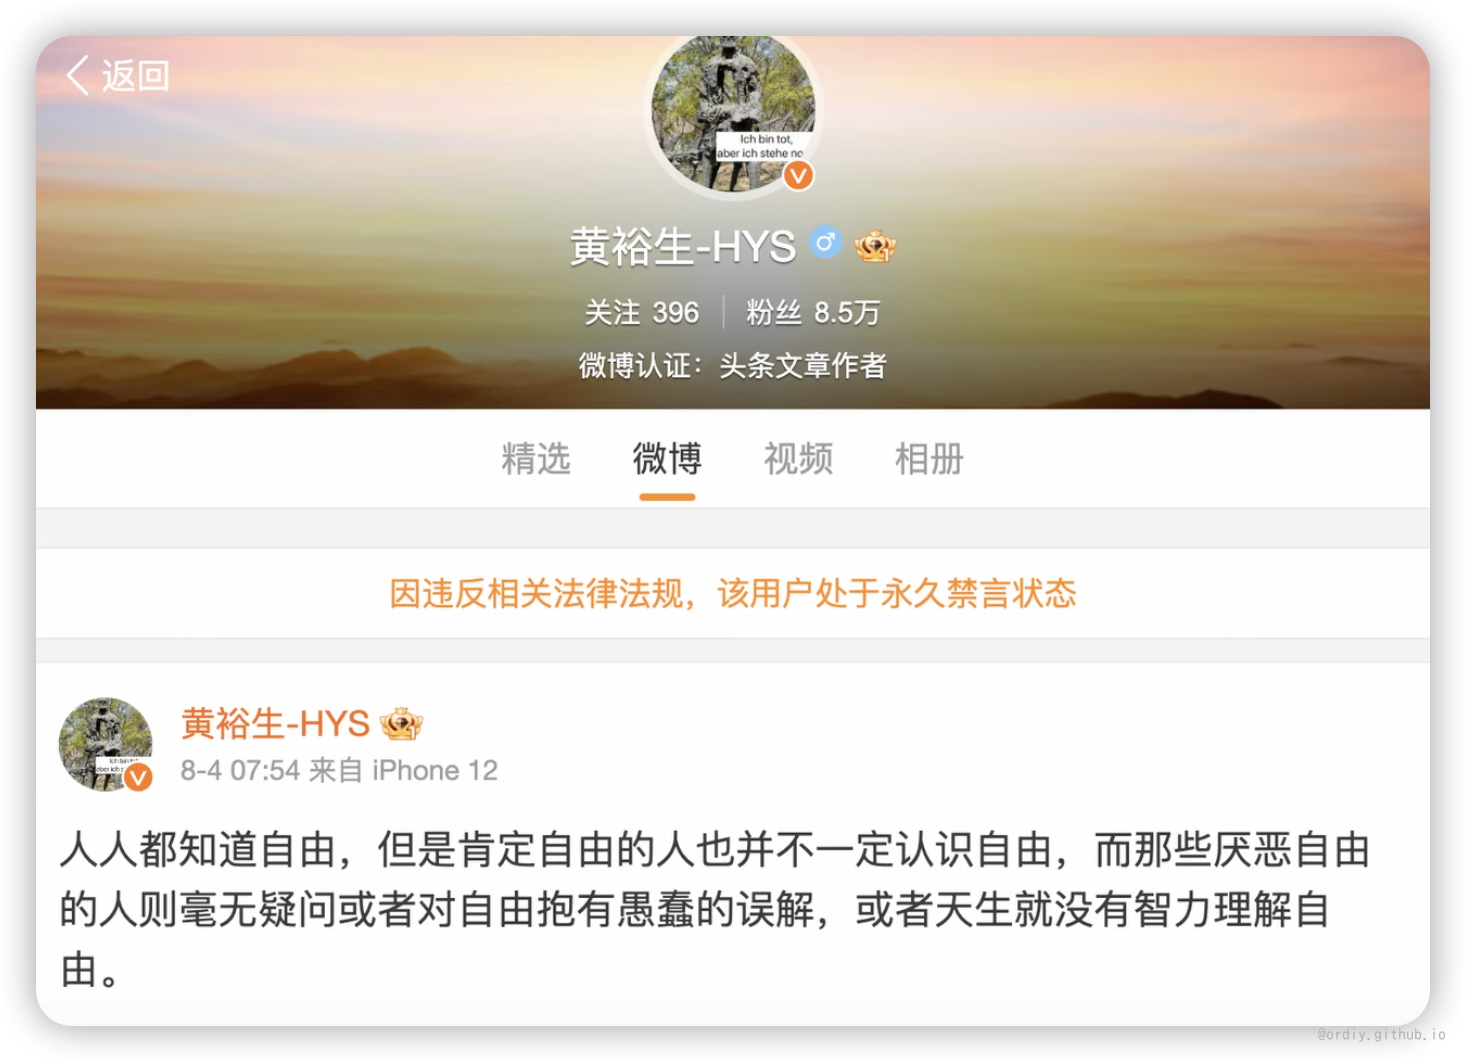 返回
Ich bin tot,
aber ich stehe no
黄裕生-HYS
关注 396 粉丝 8.5万
微博认证：头条文章作者
精选 微博 视频 相册
因违反相关法律法规，该用户处于永久禁言状态
黄裕生-HYS
8-4 07:54 来自 iPhone 12
人人都知道自由，但是肯定自由的人也并不一定认识自由，而那些厌恶自由
的人则毫无疑问或者对自由抱有愚蠢的误解，或者天生就没有智力理解自
由。
@ordiy.github.io